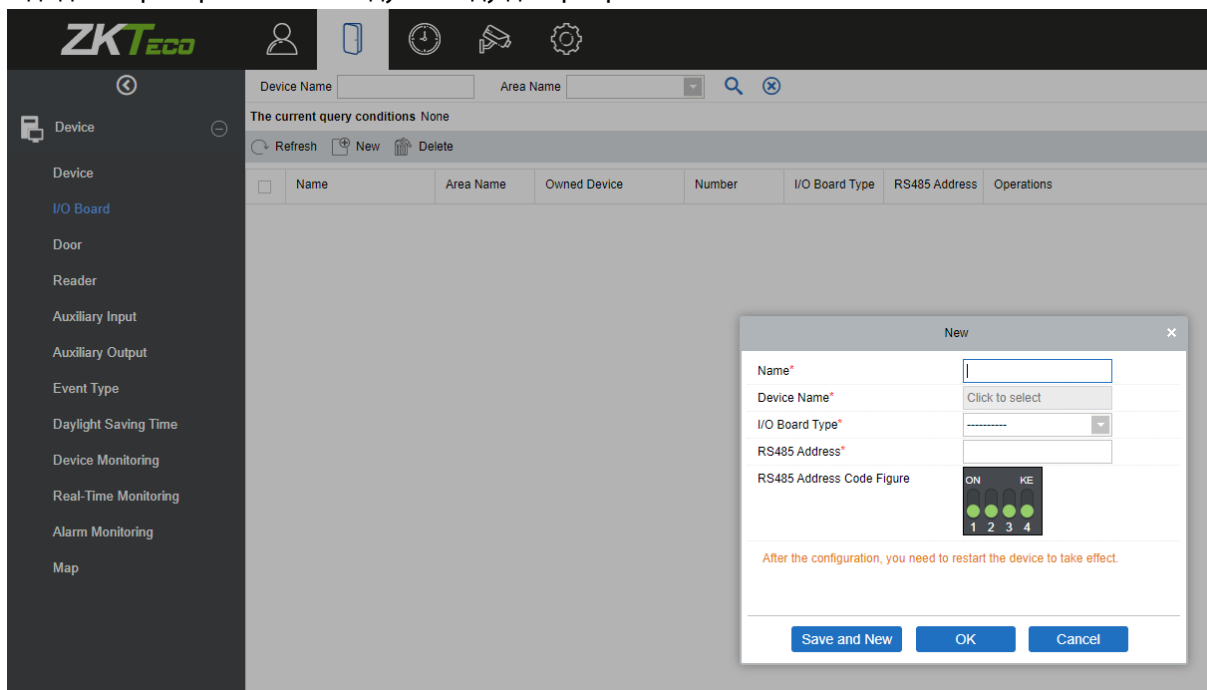 ZKTECO
Device Name
Area Name
The current query conditions None
Refresh New Delete
Name Area Name Owned Device Number I/O Board Type RS485 Address Operations
Device
Device
I/O Board
Door
Reader
Auxiliary Input
Auxiliary Output
Event Type
Daylight Saving Time
Device Monitoring
Real-Time Monitoring
Alarm Monitoring
Map
New
Name*
Device Name* Click to select
I/O Board Type* ----------
RS485 Address*
RS485 Address Code Figure
ON KE
1 2 3 4
After the configuration, you need to restart the device to take effect.
Save and New OK Cancel